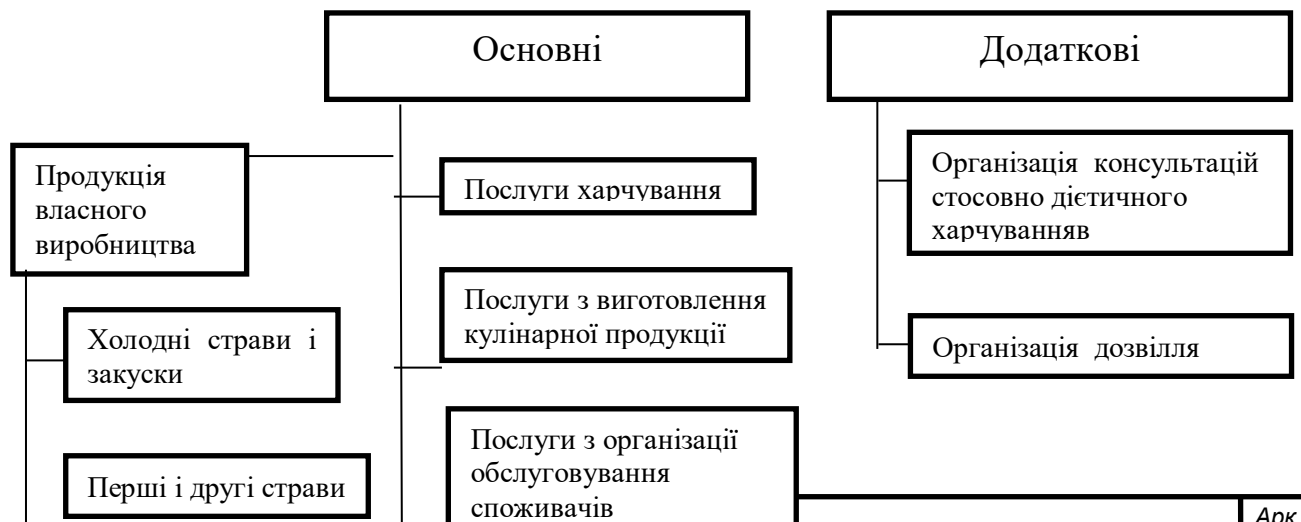 Основні
Додаткові
Продукція
власного
виробництва
Послуги харчування
Організація консультацій
стосовно дієтичного
харчуванняв
Послуги з виготовлення
кулінарної продукції
Холодні страви і
закуски
Організація дозвілля
Послуги з організації
обслуговування
споживачів
Перші і другі страви
Арк